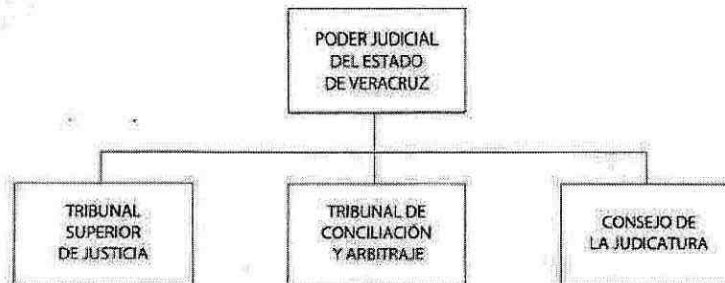 PODER JUDICIAL
DEL ESTADO
DE VERACRUZ
TRIBUNAL
SUPERIOR
DE JUSTICIA
TRIBUNAL DE
CONCILIACIÓN
Y ARBITRAJE
CONSEJO DE
LA JUDICATURA